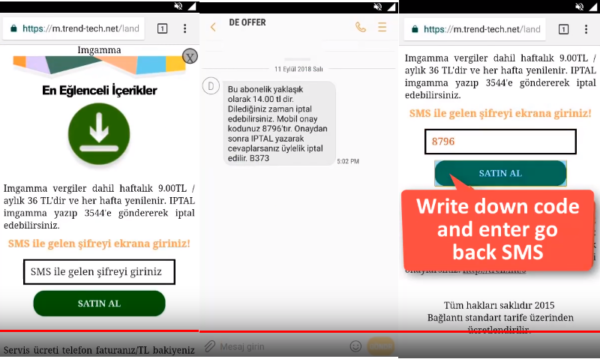 https://m.trend-tech.net/land
1
Imgamma
X
En Eğlenceli İçerikler
Imgamma vergiler dahil haftalık 9.00TL /
aylık 36 TL'dir ve her hafta yenilenir. IPTAL
imgamma yazıp 3544'e göndererek iptal
edebilirsiniz.
SMS ile gelen şifreyi ekrana giriniz!
SMS ile gelen şifreyi giriniz
SATIN AL
Servis ücreti telefon faturanız/TL bakiyeniz
DE OFFER
11 Eylül 2018 Salı
D
Bu abonelik yaklaşık
olarak 14.00 tl dir.
Dilediğiniz zaman iptal
edebilirsiniz. Mobil onay
kodunuz 8796'tır. Onaydan
sonra IPTAL yazarak
cevaplarsanız üyelik iptal
edilir. B373
5:02 PM
Mesaj girin
https://m.trend-tech.net/land
1
Imgamma vergiler dahil haftalık 9.00TL /
aylık 36 TL'dir ve her hafta yenilenir. IPTAL
imgamma yazıp 3544'e göndererek iptal
edebilirsiniz.
SMS ile gelen şifreyi ekrana giriniz!
8796
SATIN AL
Write down code
and enter go
back SMS
Tüm hakları saklıdır 2015
Bağlantı standart tarife üzerinden
ücretlendirilir.